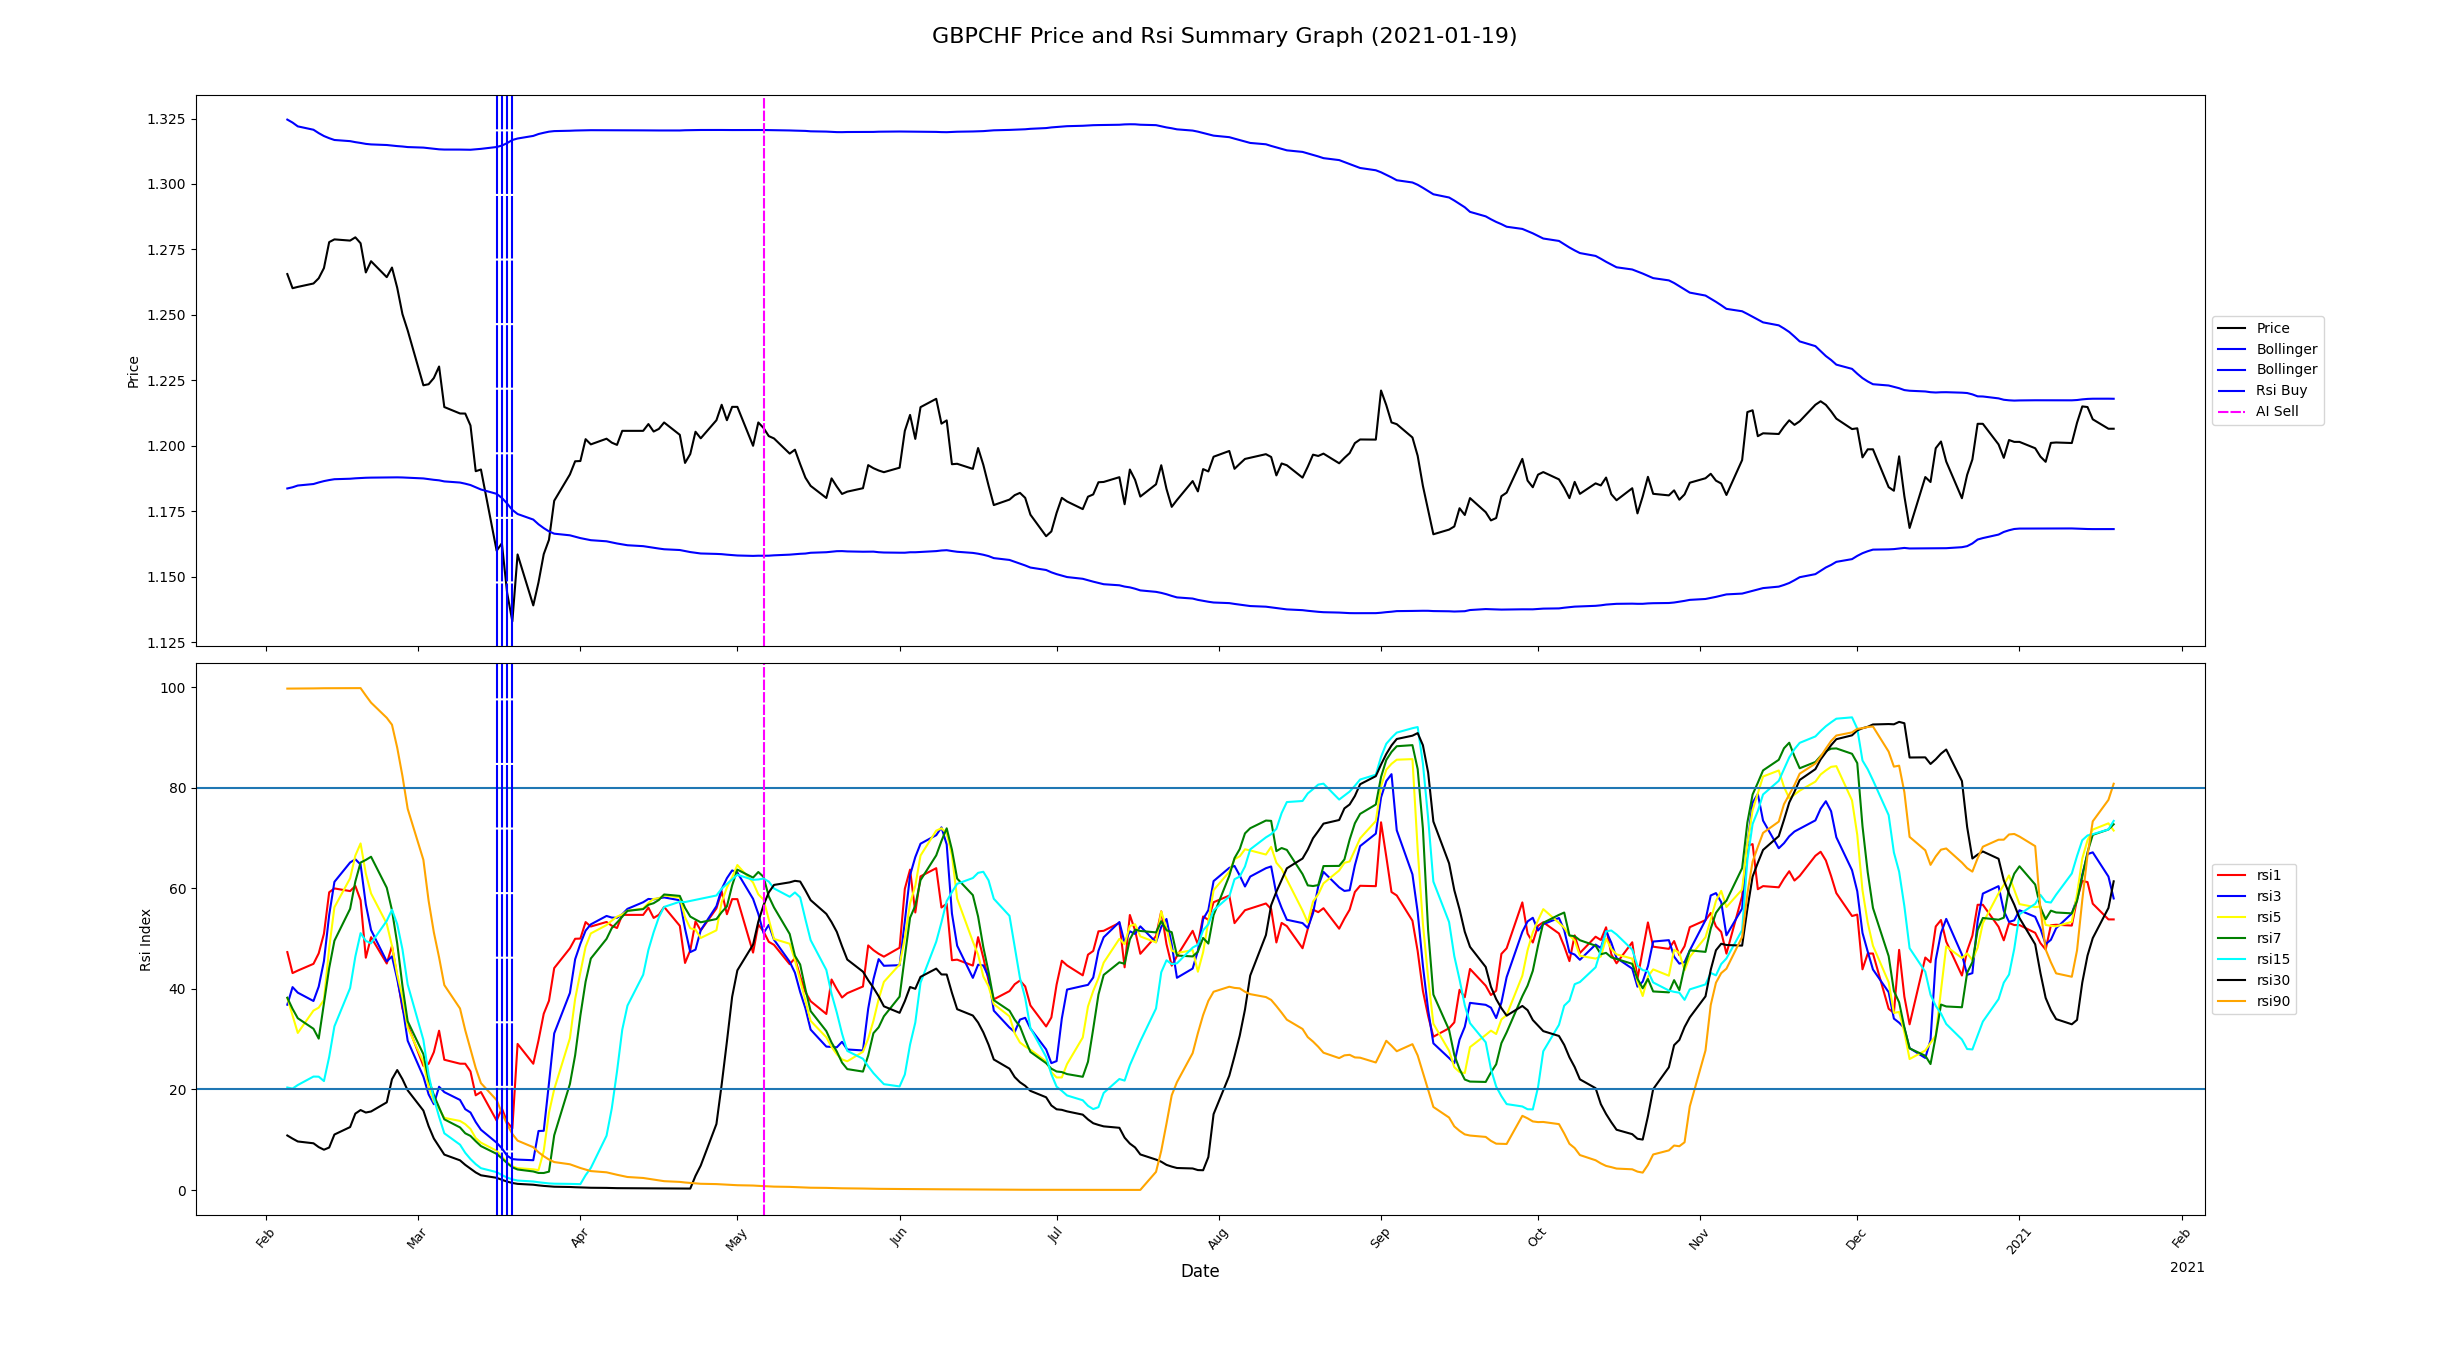 GBPCHF Price and Rsi Summary Graph (2021-01-19)
1.325
1.300
1.275
1.250
1.225
1.200
1.175
1.150
1.125
Price
Price
Bollinger
Bollinger
Rsi Buy
AI Sell
100
80
60
40
20
0
Rsi Index
rsi1
rsi3
rsi5
rsi7
rsi15
rsi30
rsi90
Feb Mar Apr May Jun Jul Aug Sep Oct Nov Dec 2021 Feb
2021
Date